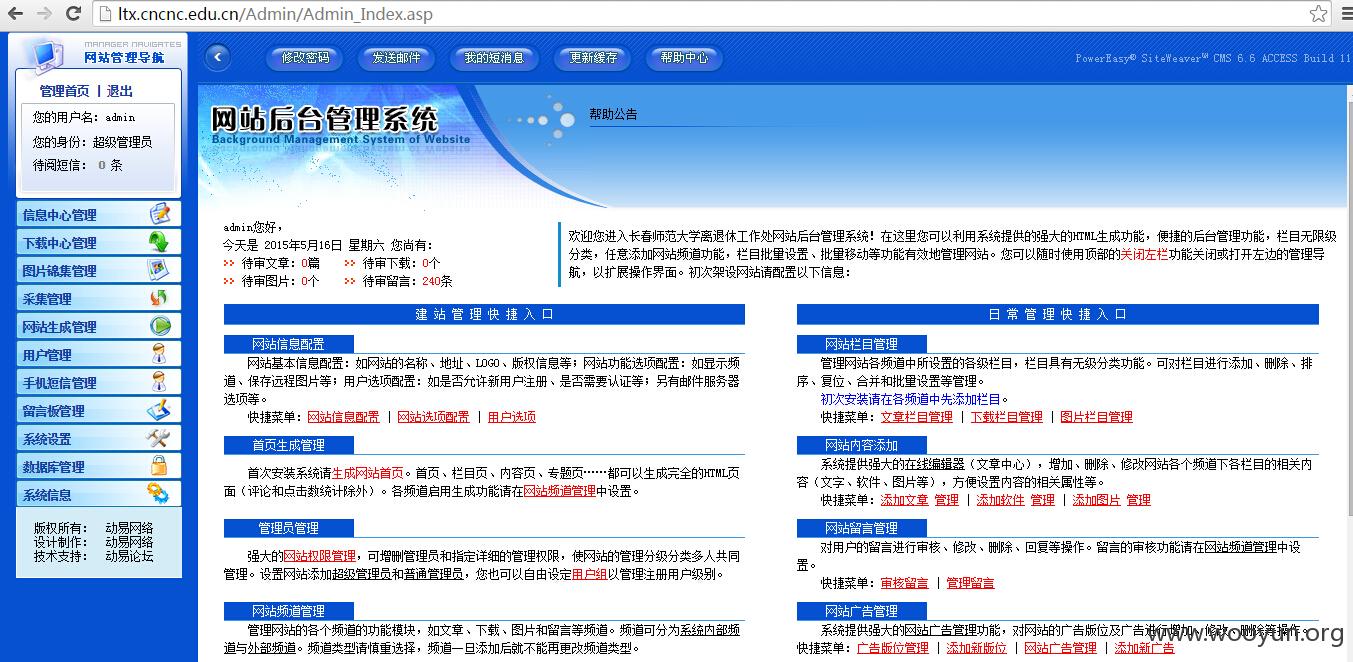 ltx.cncnc.edu.cn/Admin/Admin_Index.asp
MANAGER NAVIGATES
网站管理导航
修改密码 发送邮件 我的短消息 更新缓存 帮助中心
PowerEasy® SiteWeaver™ CMS 6.6 ACCESS Build 11
管理首页 | 退出
您的用户名：admin
您的身份：超级管理员
待阅短信： 0 条
信息中心管理
下载中心管理
图片锦集管理
采集管理
网站生成管理
用户管理
手机短信管理
留言板管理
系统设置
数据库管理
系统信息
版权所有： 动易网络
设计制作： 动易网络
技术支持： 动易论坛
网站后台管理系统
Background Management System of Website
帮助公告
admin您好，
今天是 2015年5月16日 星期六 您尚有：
>> 待审文章：0篇 >> 待审下载：0个
>> 待审图片：0个 >> 待审留言：240条
欢迎您进入长春师范大学离退休工作处网站后台管理系统！在这里您可以利用系统提供的强大的HTML生成功能，便捷的后台管理功能，栏目无限级
分类，任意添加网站频道功能，栏目批量设置、批量移动等功能有效地管理网站。您可以随时使用顶部的关闭左栏功能关闭或打开左边的管理导
航，以扩展操作界面。初次架设网站请配置以下信息：
建 站 管 理 快 捷 入 口
网站信息配置
网站基本信息配置：如网站的名称、地址、LOGO、版权信息等；网站功能选项配置：如显示频
道、保存远程图片等；用户选项配置：如是否允许新用户注册、是否需要认证等；另有邮件服务器
选项等。
快捷菜单：网站信息配置 | 网站选项配置 | 用户选项
首页生成管理
首次安装系统请生成网站首页。首页、栏目页、内容页、专题页……都可以生成完全的HTML页
面（评论和点击数统计除外）。各频道启用生成功能请在网站频道管理中设置。
管理员管理
强大的网站权限管理，可增删管理员和指定详细的管理权限，使网站的管理分级分类多人共同
管理。设置网站添加超级管理员和普通管理员，您也可以自由设定用户组以管理注册用户级别。
网站频道管理
管理网站的各个频道的功能模块，如文章、下载、图片和留言等频道。频道可分为系统内部频
道与外部频道。频道类型请慎重选择，频道一旦添加后就不能再更改频道类型。
日 常 管 理 快 捷 入 口
网站栏目管理
管理网站各频道中所设置的各级栏目，栏目具有无级分类功能。可对栏目进行添加、删除、排
序、复位、合并和批量设置等管理。
初次安装请在各频道中先添加栏目。
快捷菜单：文章栏目管理 | 下载栏目管理 | 图片栏目管理
网站内容添加
系统提供强大的在线编辑器（文章中心），增加、删除、修改网站各个频道下各栏目的相关内
容（文字、软件、图片等），方便设置内容的相关属性等。
快捷菜单：添加文章 管理 | 添加软件 管理 | 添加图片 管理
网站留言管理
对用户的留言进行审核、修改、删除、回复等操作。留言的审核功能请在网站频道管理中设
置。
快捷菜单：审核留言 | 管理留言
网站广告管理
系统提供强大的网站广告管理功能，对网站的广告版位及广告进行增加、修改、删除等操作。
快捷菜单：广告版位管理 | 添加新版位 | 网站广告管理 | 添加新广告
www.wooyun.org